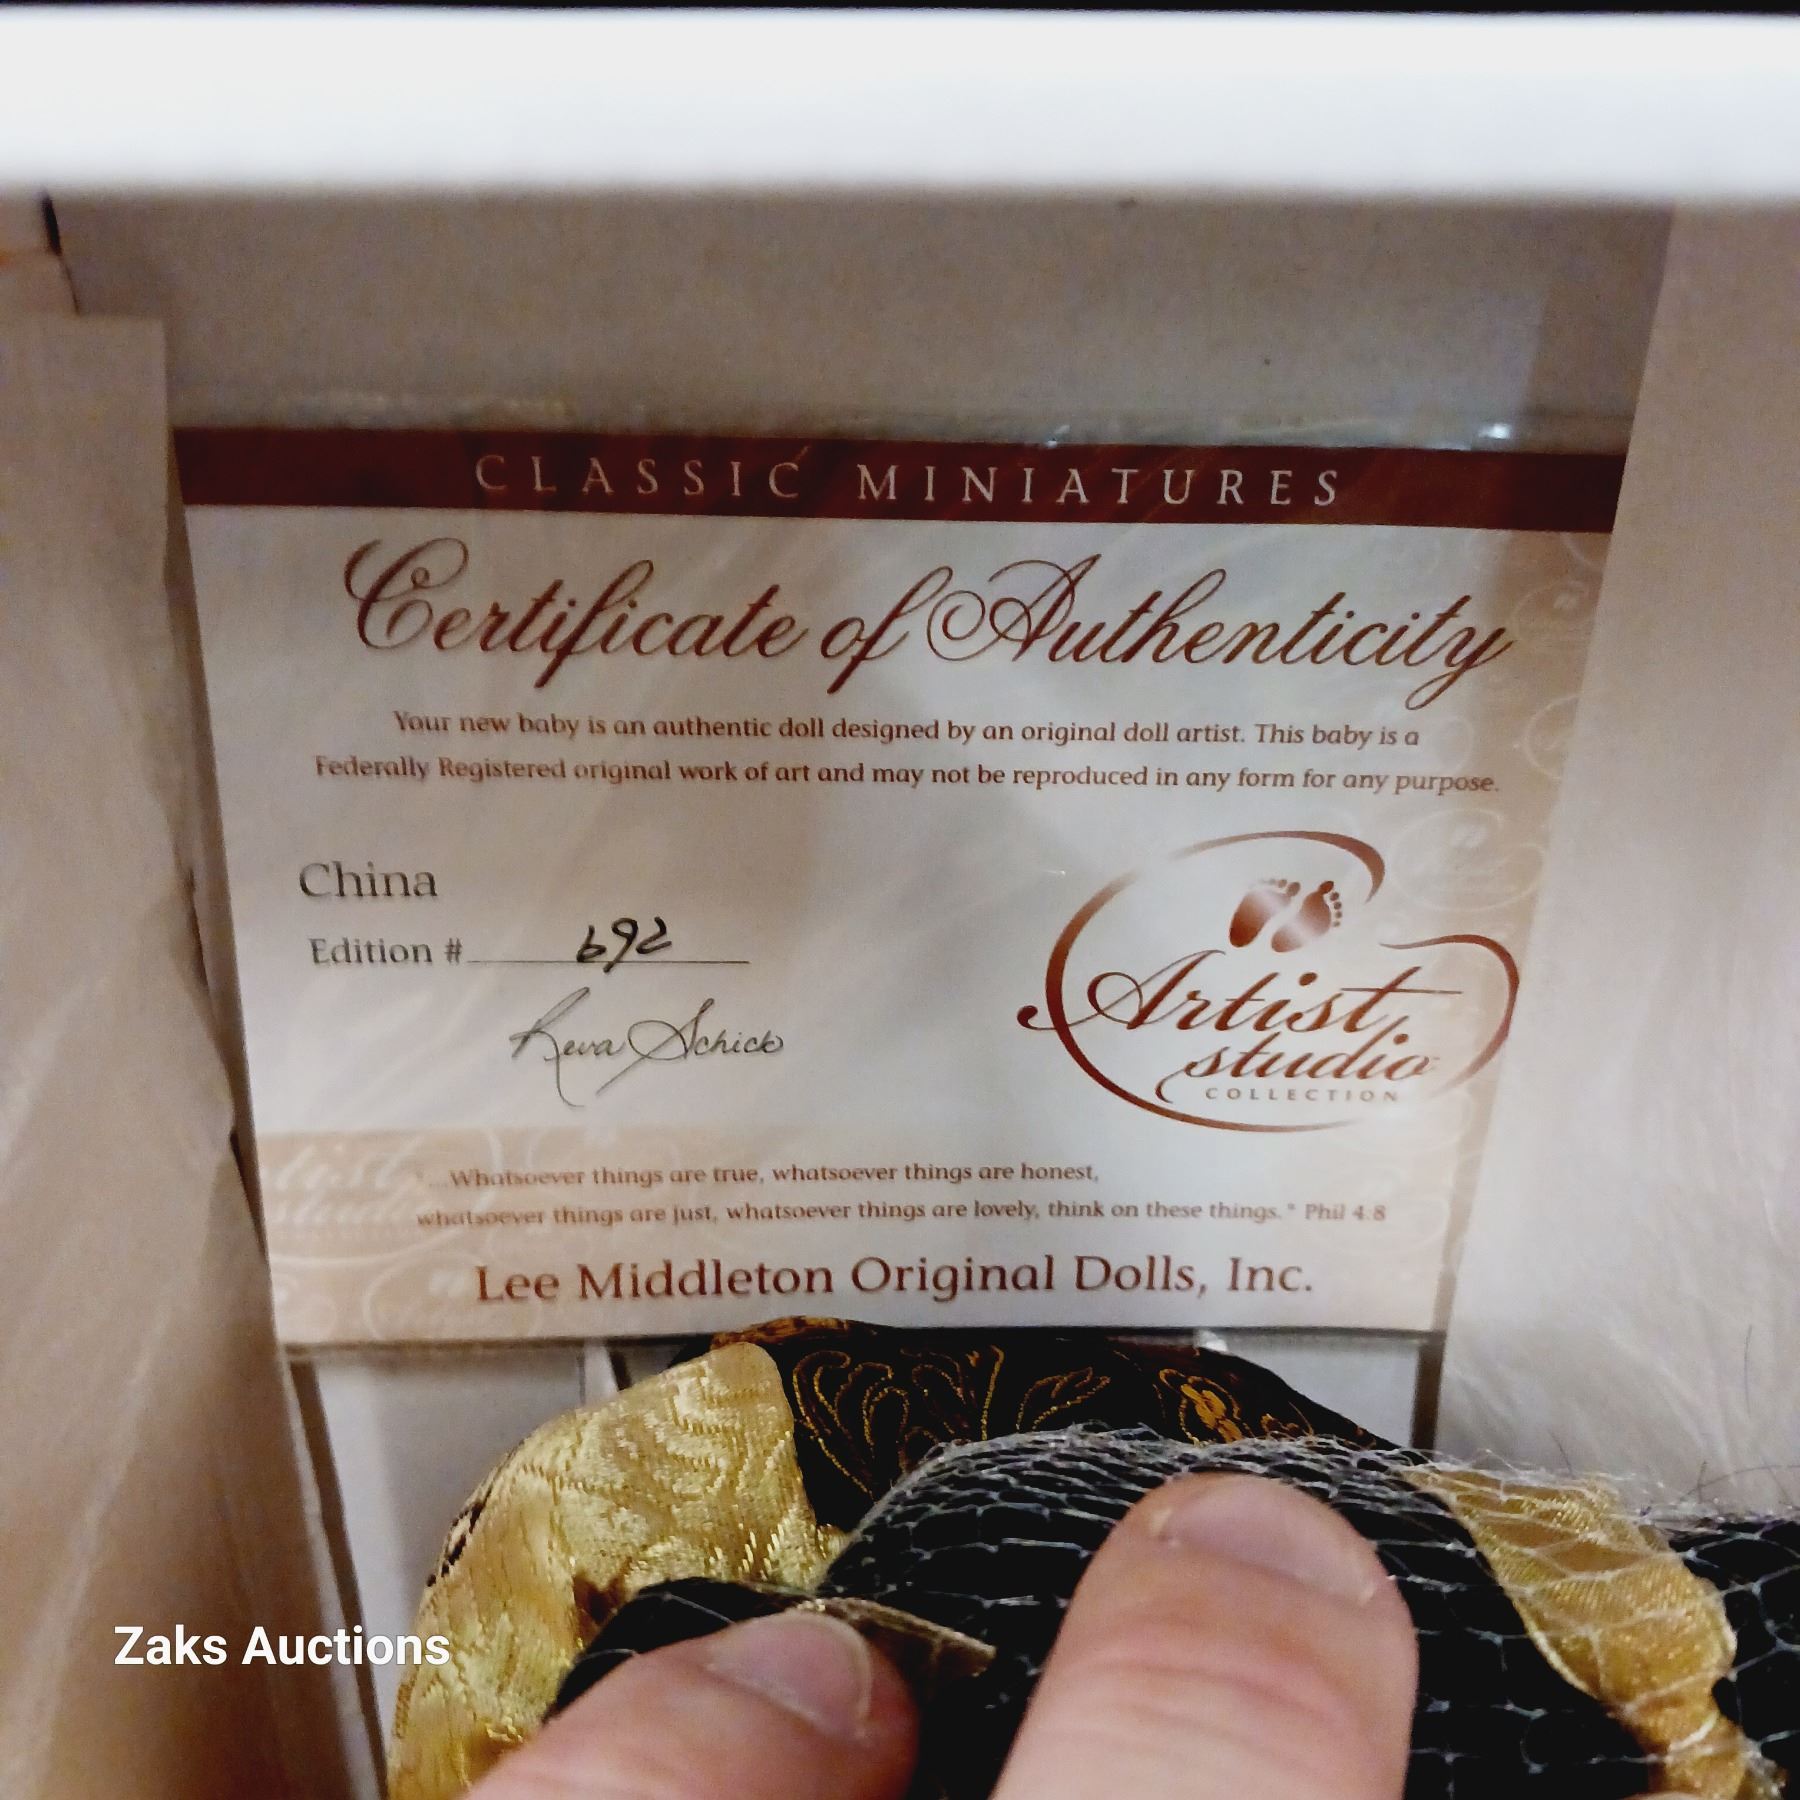 CLASSIC MINIATURES
Certificate of Authenticity
Your new baby is an authentic doll designed by an original doll artist. This baby is a
Federally Registered original work of art and may not be reproduced in any form for any purpose.
China
Edition # 692
Reva Schick
Artist
studio
COLLECTION
"...Whatsoever things are true, whatsoever things are honest,
whatsoever things are just, whatsoever things are lovely, think on these things." Phil 4:8
Lee Middleton Original Dolls, Inc.
Zaks Auctions